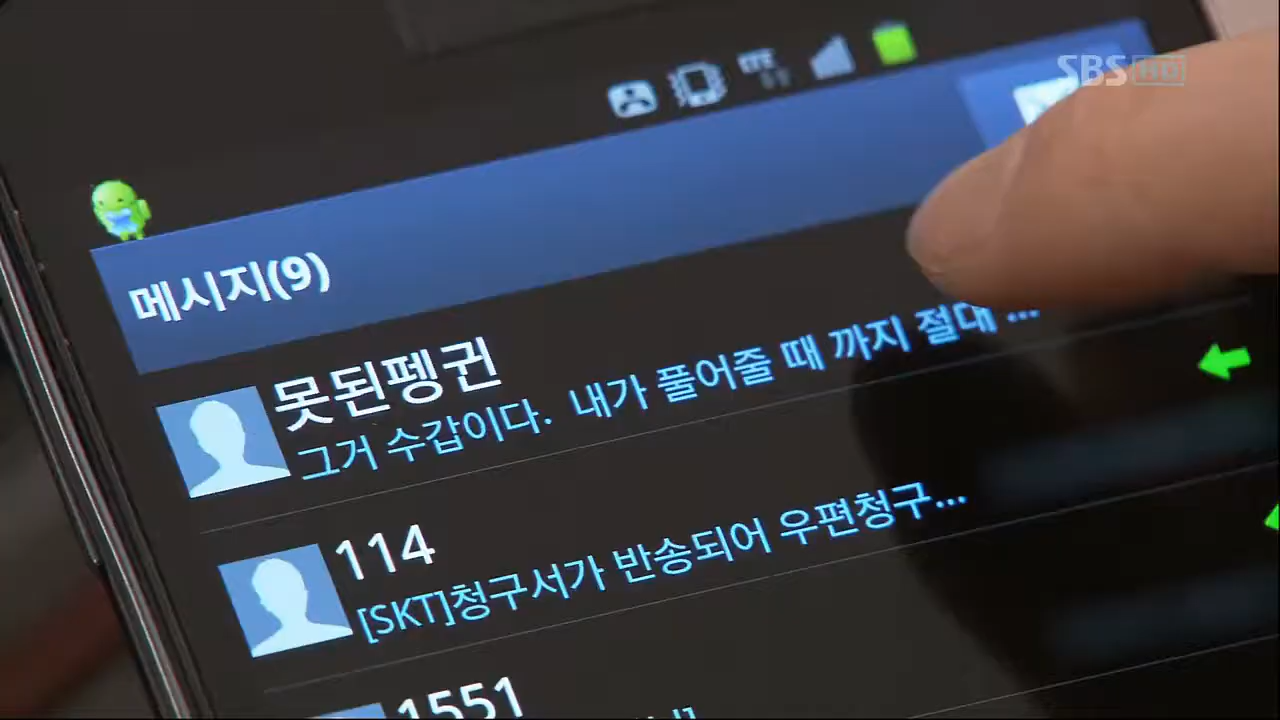 SBS HD
LTE
메시지(9)
못된펭귄
그거 수갑이다. 내가 풀어줄 때 까지 절대 ...
114
[SKT]청구서가 반송되어 우편청구...
1551